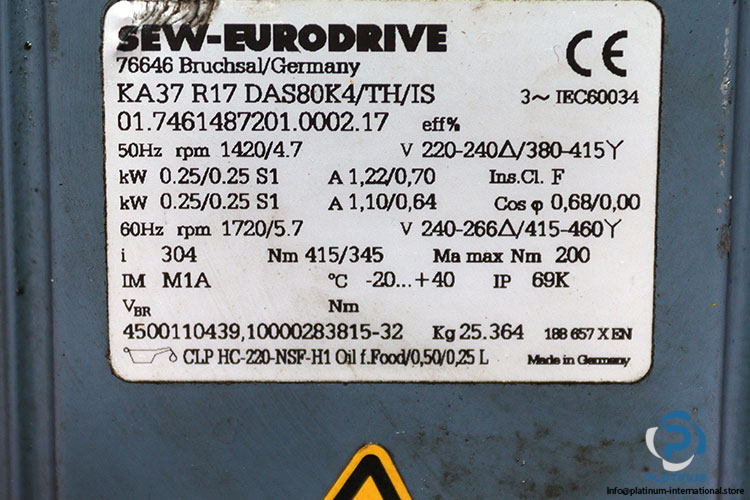 SEW-EURODRIVE
76646 Bruchsal/Germany
CE
KA37 R17 DAS80K4/TH/IS 3~ IEC60034
01.7461487201.0002.17 eff%
50Hz rpm 1420/4.7 V 220-240Δ/380-415Y
kW 0.25/0.25 S1 A 1,22/0,70 Ins.Cl. F
kW 0.25/0.25 S1 A 1,10/0,64 Cos φ 0,68/0,00
60Hz rpm 1720/5.7 V 240-266Δ/415-460Y
i 304 Nm 415/345 Ma max Nm 200
IM M1A °C -20...+40 IP 69K
VBR Nm
4500110439,10000283815-32 Kg 25.364 188 657 X EN
CLP HC-220-NSF-H1 Oil f.Food/0,50/0,25 L Made in Germany
info@platinum-international.store